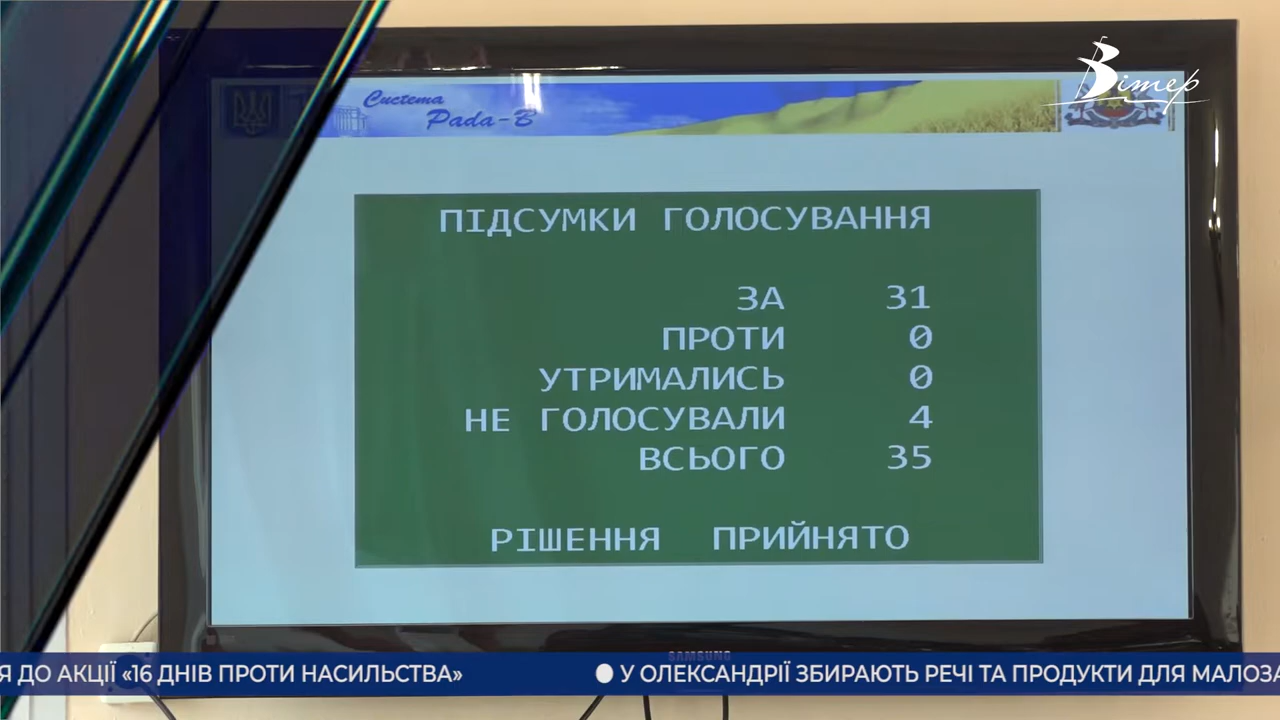 Вітер
Система
Рада-В
ПІДСУМКИ ГОЛОСУВАННЯ
ЗА 31
ПРОТИ 0
УТРИМАЛИСЬ 0
НЕ ГОЛОСУВАЛИ 4
ВСЬОГО 35
РІШЕННЯ ПРИЙНЯТО
SAMSUNG
Я ДО АКЦІЇ «16 ДНІВ ПРОТИ НАСИЛЬСТВА» ● У ОЛЕКСАНДРІЇ ЗБИРАЮТЬ РЕЧІ ТА ПРОДУКТИ ДЛЯ МАЛОЗА